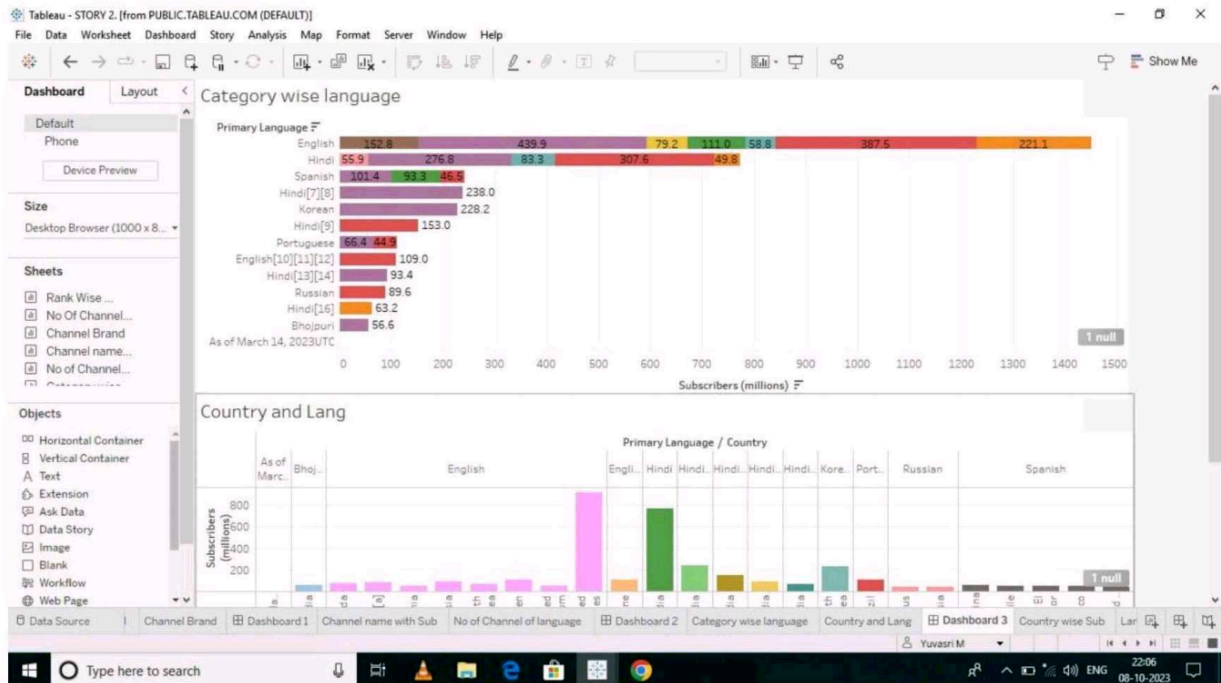 Tableau - STORY 2. [from PUBLIC.TABLEAU.COM (DEFAULT)]
File Data Worksheet Dashboard Story Analysis Map Format Server Window Help
Show Me
Dashboard Layout
Default
Phone
Device Preview
Size
Desktop Browser (1000 x 8...
Sheets
Rank Wise ...
No Of Channel...
Channel Brand
Channel name...
No of Channel...
Objects
Horizontal Container
Vertical Container
Text
Extension
Ask Data
Data Story
Image
Blank
Workflow
Web Page
Category wise language
Primary Language
English 152.8 439.9 79.2 111.0 58.8 387.5 221.1
Hindi 55.9 276.8 83.3 307.6 49.8
Spanish 101.4 93.3 46.5
Hindi[7][8] 238.0
Korean 228.2
Hindi[9] 153.0
Portuguese 66.4 44.9
English[10][11][12] 109.0
Hindi[13][14] 93.4
Russian 89.6
Hindi[16] 63.2
Bhojpuri 56.6
As of March 14, 2023UTC
1 null
0 100 200 300 400 500 600 700 800 900 1000 1100 1200 1300 1400 1500
Subscribers (millions)
Country and Lang
Primary Language / Country
As of Marc.. Bhoj.. English Engli.. Hindi Hindi.. Hindi.. Hindi.. Hindi.. Kore.. Port.. Russian Spanish
Subscribers
(millions)
800
600
400
200
1 null
Data Source Channel Brand Dashboard 1 Channel name with Sub No of Channel of language Dashboard 2 Category wise language Country and Lang Dashboard 3 Country wise Sub Lar
Yuvasri M
Type here to search
ENG
22:06
08-10-2023